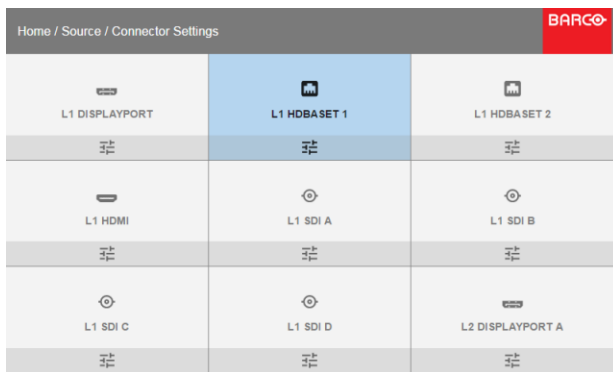 Home / Source / Connector Settings
BARCO
L1 DISPLAYPORT
L1 HDBASET 1
L1 HDBASET 2
L1 HDMI
L1 SDI A
L1 SDI B
L1 SDI C
L1 SDI D
L2 DISPLAYPORT A